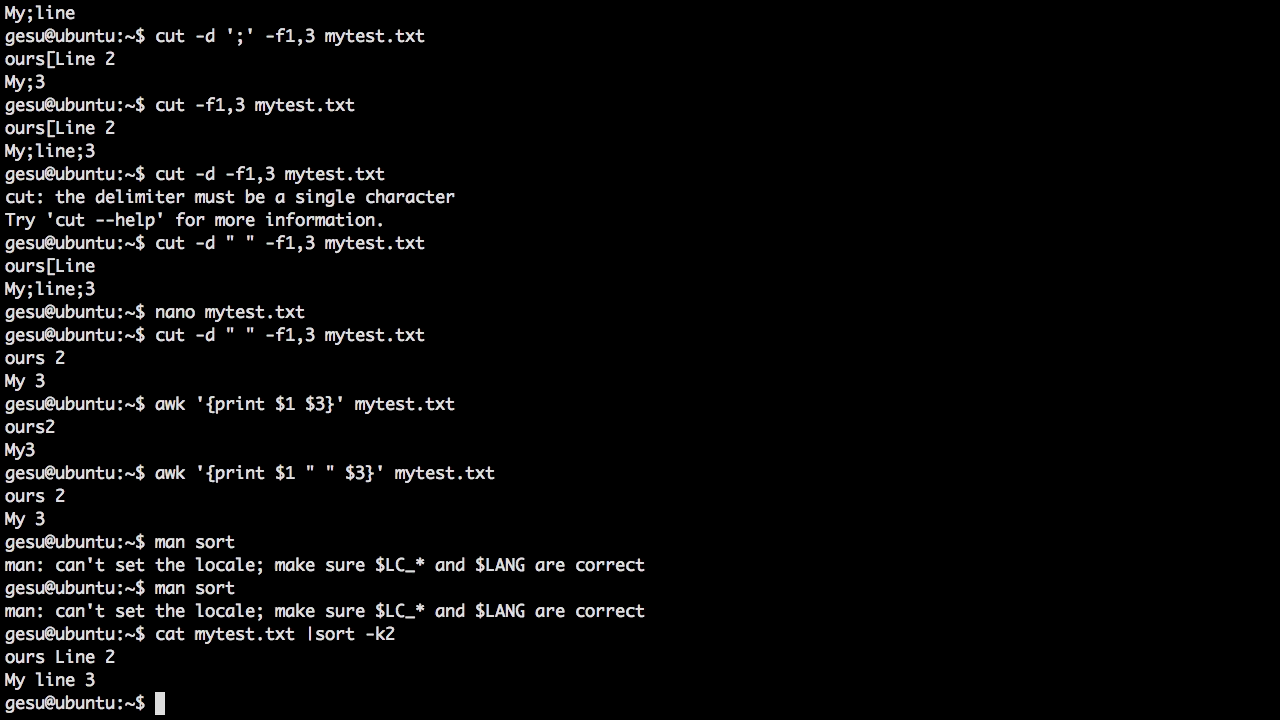 My;line
gesu@ubuntu:~$ cut -d ';' -f1,3 mytest.txt
ours[Line 2
My;3
gesu@ubuntu:~$ cut -f1,3 mytest.txt
ours[Line 2
My;line;3
gesu@ubuntu:~$ cut -d -f1,3 mytest.txt
cut: the delimiter must be a single character
Try 'cut --help' for more information.
gesu@ubuntu:~$ cut -d " " -f1,3 mytest.txt
ours[Line
My;line;3
gesu@ubuntu:~$ nano mytest.txt
gesu@ubuntu:~$ cut -d " " -f1,3 mytest.txt
ours 2
My 3
gesu@ubuntu:~$ awk '{print $1 $3}' mytest.txt
ours2
My3
gesu@ubuntu:~$ awk '{print $1 " " $3}' mytest.txt
ours 2
My 3
gesu@ubuntu:~$ man sort
man: can't set the locale; make sure $LC_* and $LANG are correct
gesu@ubuntu:~$ man sort
man: can't set the locale; make sure $LC_* and $LANG are correct
gesu@ubuntu:~$ cat mytest.txt |sort -k2
ours Line 2
My line 3
gesu@ubuntu:~$